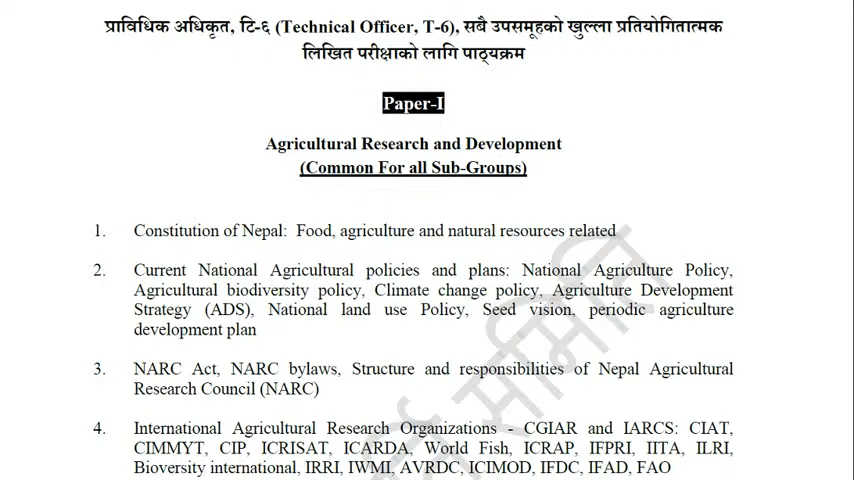 प्राविधिक अधिकृत, टि-६ (Technical Officer, T-6), सबै उपसमूहको खुल्ला प्रतियोगितात्मक
लिखित परीक्षाको लागि पाठ्यक्रम
Paper-I
Agricultural Research and Development
(Common For all Sub-Groups)
1. Constitution of Nepal: Food, agriculture and natural resources related
2. Current National Agricultural policies and plans: National Agriculture Policy,
Agricultural biodiversity policy, Climate change policy, Agriculture Development
Strategy (ADS), National land use Policy, Seed vision, periodic agriculture
development plan
3. NARC Act, NARC bylaws, Structure and responsibilities of Nepal Agricultural
Research Council (NARC)
4. International Agricultural Research Organizations - CGIAR and IARCS: CIAT,
CIMMYT, CIP, ICRISAT, ICARDA, World Fish, ICRAP, IFPRI, IITA, ILRI,
Bioversity international, IRRI, IWMI, AVRDC, ICIMOD, IFDC, IFAD, FAO
समिति